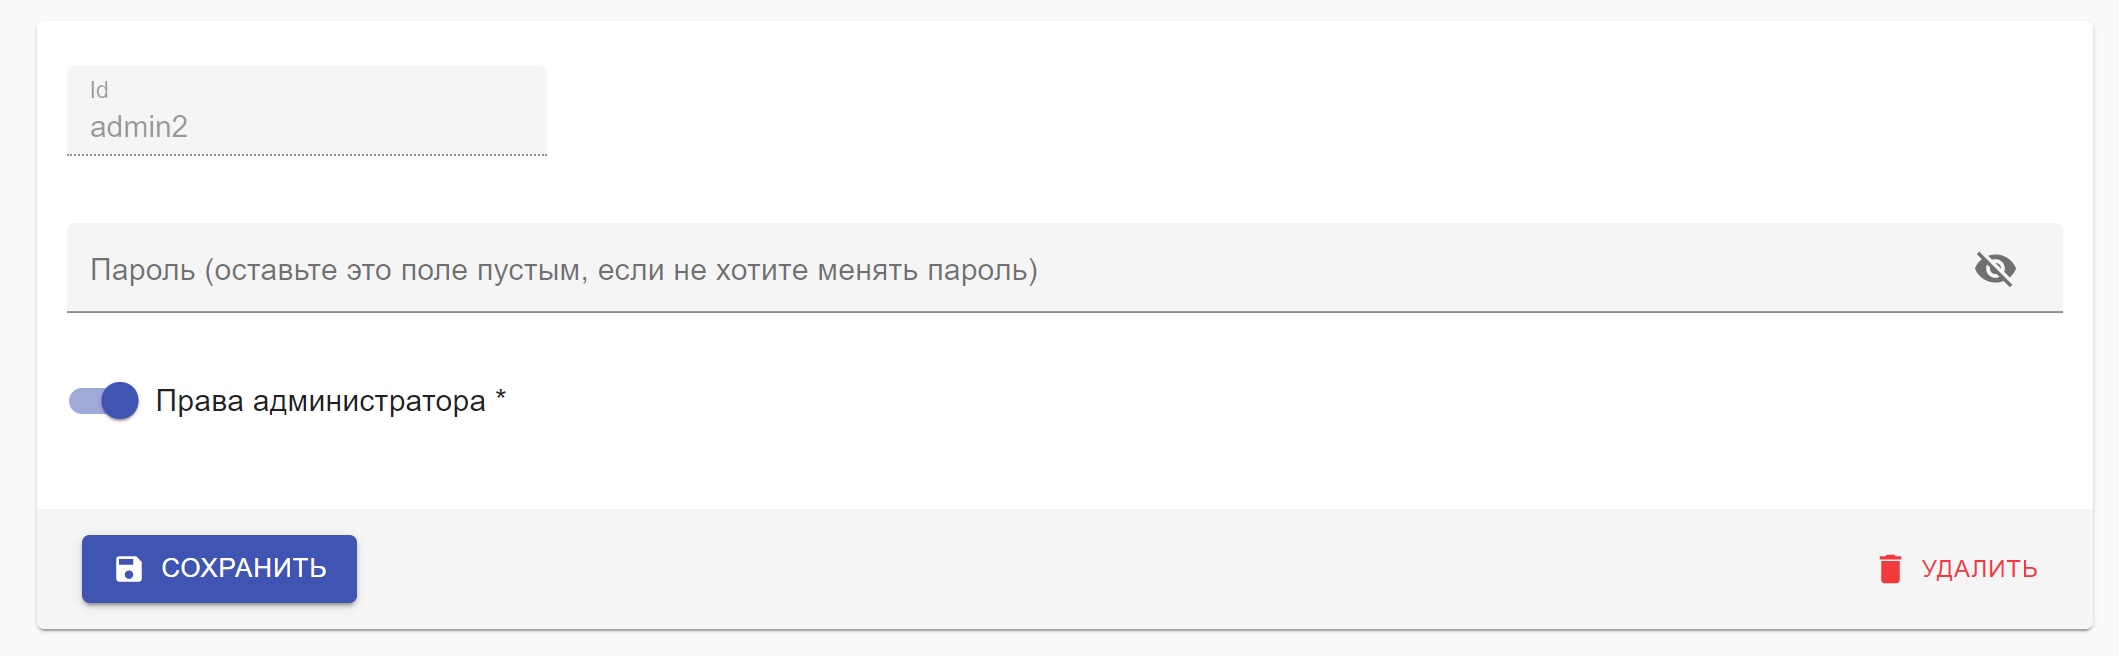 Id
admin2
Пароль (оставьте это поле пустым, если не хотите менять пароль)
Права администратора *
СОХРАНИТЬ
УДАЛИТЬ